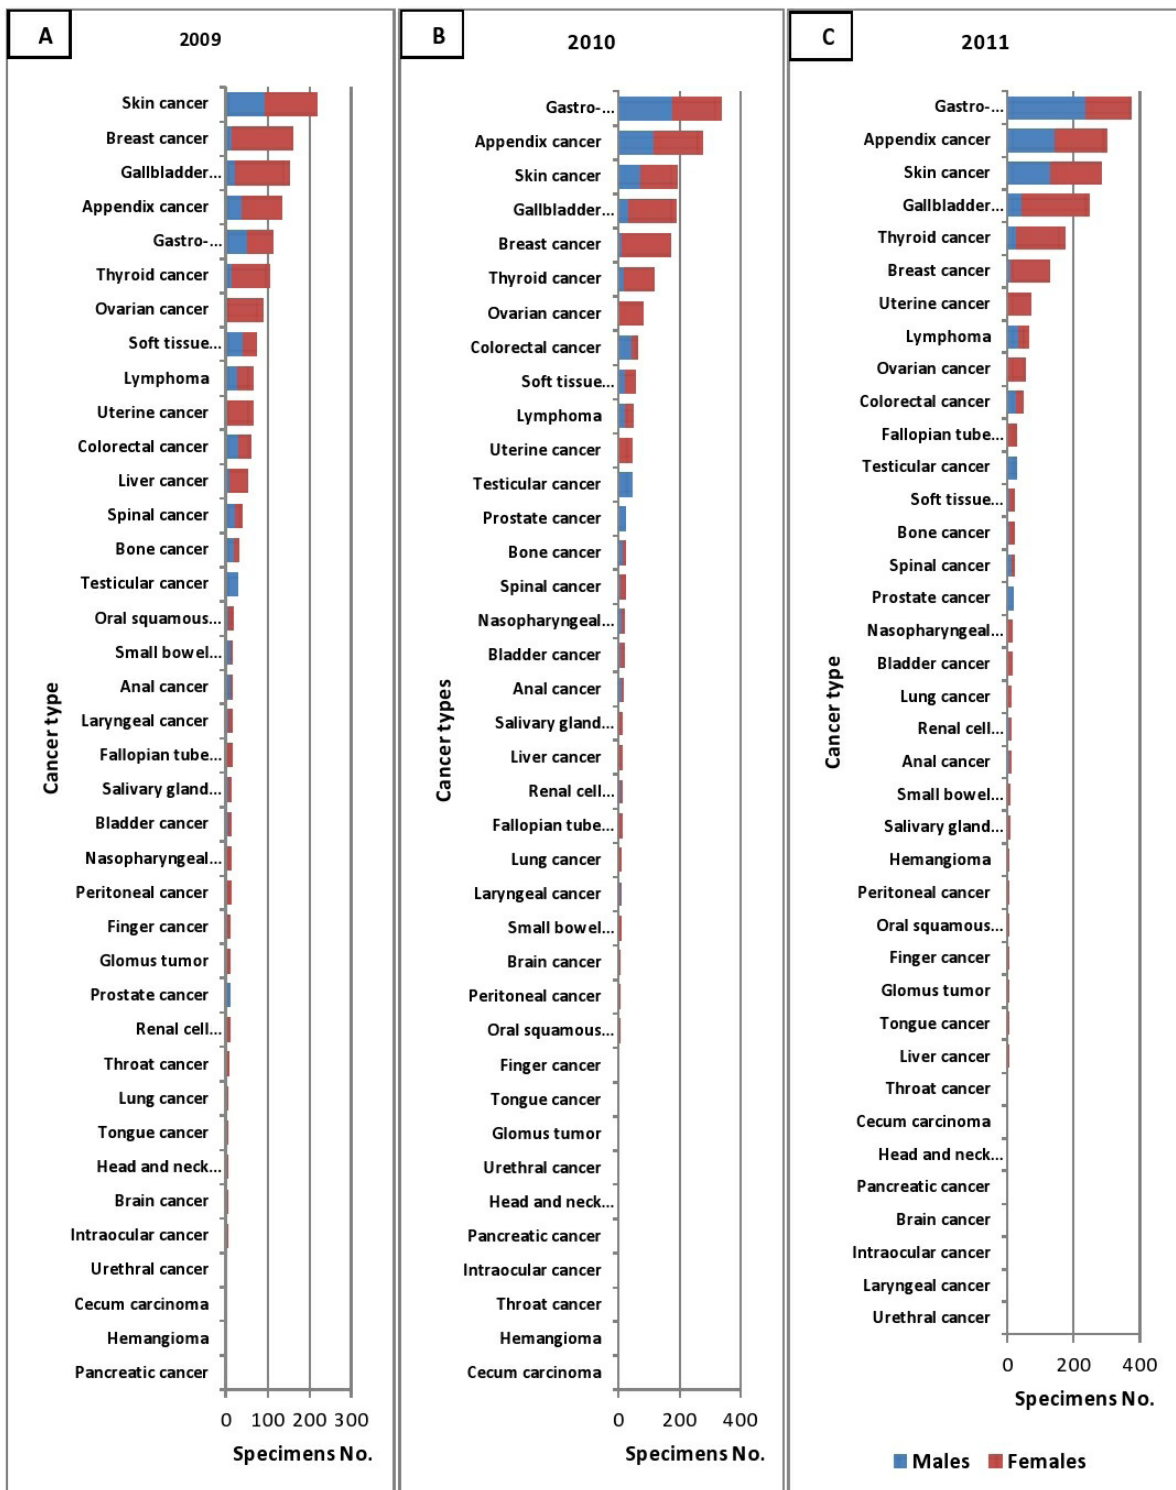 A
2009
Skin cancer
Breast cancer
Gallbladder...
Appendix cancer
Gastro-...
Thyroid cancer
Ovarian cancer
Soft tissue...
Lymphoma
Uterine cancer
Colorectal cancer
Liver cancer
Spinal cancer
Bone cancer
Testicular cancer
Oral squamous...
Small bowel...
Anal cancer
Laryngeal cancer
Fallopian tube...
Salivary gland...
Bladder cancer
Nasopharyngeal...
Peritoneal cancer
Finger cancer
Glomus tumor
Prostate cancer
Renal cell...
Throat cancer
Lung cancer
Tongue cancer
Head and neck...
Brain cancer
Intraocular cancer
Urethral cancer
Cecum carcinoma
Hemangioma
Pancreatic cancer
Cancer type
0 100 200 300
Specimens No.
B
2010
Gastro-...
Appendix cancer
Skin cancer
Gallbladder...
Breast cancer
Thyroid cancer
Ovarian cancer
Colorectal cancer
Soft tissue...
Lymphoma
Uterine cancer
Testicular cancer
Prostate cancer
Bone cancer
Spinal cancer
Nasopharyngeal...
Bladder cancer
Anal cancer
Salivary gland...
Liver cancer
Renal cell...
Fallopian tube...
Lung cancer
Laryngeal cancer
Small bowel...
Brain cancer
Peritoneal cancer
Oral squamous...
Finger cancer
Tongue cancer
Glomus tumor
Urethral cancer
Head and neck...
Pancreatic cancer
Intraocular cancer
Throat cancer
Hemangioma
Cecum carcinoma
Cancer types
0 200 400
Specimens No.
C
2011
Gastro-...
Appendix cancer
Skin cancer
Gallbladder...
Thyroid cancer
Breast cancer
Uterine cancer
Lymphoma
Ovarian cancer
Colorectal cancer
Fallopian tube...
Testicular cancer
Soft tissue...
Bone cancer
Spinal cancer
Prostate cancer
Nasopharyngeal...
Bladder cancer
Lung cancer
Renal cell...
Anal cancer
Small bowel...
Salivary gland...
Hemangioma
Peritoneal cancer
Oral squamous...
Finger cancer
Glomus tumor
Tongue cancer
Liver cancer
Throat cancer
Cecum carcinoma
Head and neck...
Pancreatic cancer
Brain cancer
Intraocular cancer
Laryngeal cancer
Urethral cancer
Cancer type
0 200 400
Specimens No.
Males Females